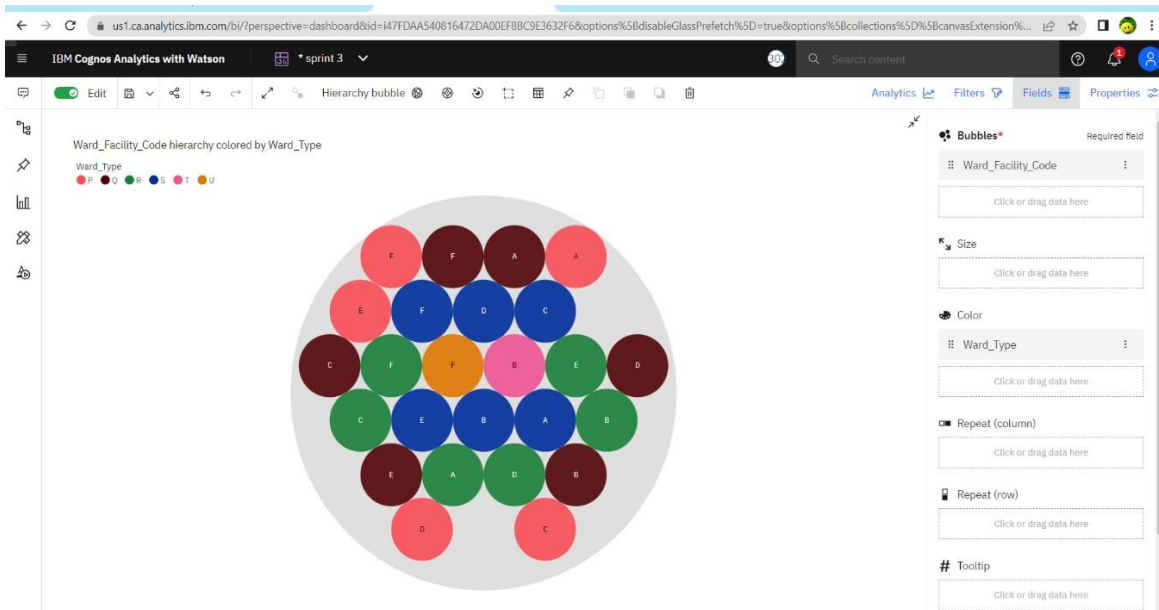 us1.ca.analytics.ibm.com/bi/?perspective=dashboard&id=i47FDAA540816472DA00EF8BC9E3632F6&options%5BdisableGlassPrefetch%5D=true&options%5Bcollections%5D%5BcanvasExtension%...
IBM Cognos Analytics with Watson
* sprint 3
302
Search content
1
Edit
Hierarchy bubble
Analytics
Filters
Fields
Properties
Ward_Facility_Code hierarchy colored by Ward_Type
Ward_Type
P Q R S T U
F F A A
E F D C
C F F B E D
C E B A B
E A D B
D C
Bubbles* Required field
Ward_Facility_Code
Click or drag data here
Size
Click or drag data here
Color
Ward_Type
Click or drag data here
Repeat (column)
Click or drag data here
Repeat (row)
Click or drag data here
Tooltip
Click or drag data here